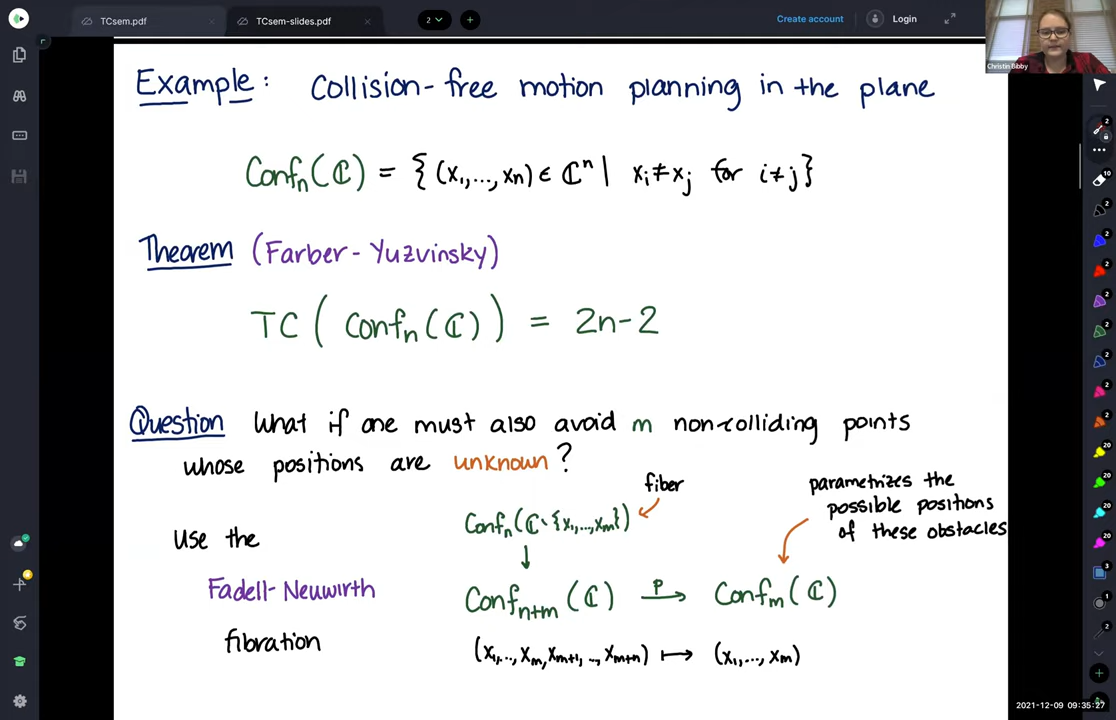 TCsem.pdf
TCsem-slides.pdf
2
Create account
Login
Christin Bibby
Example: Collision-free motion planning in the plane
Confₙ(ℂ) = {(x₁,...,xₙ) ∈ ℂⁿ | xᵢ≠xⱼ for i≠j}
Theorem (Farber-Yuzvinsky)
TC(Confₙ(ℂ)) = 2n-2
Question What if one must also avoid m non-colliding points
whose positions are unknown?
fiber
parametrizes the
possible positions
of these obstacles
Use the
Fadell-Neuwirth
fibration
Confₙ(ℂ∖{x₁,...,xₘ})
↓
Confₙ₊ₘ(ℂ) →ᵖ Confₘ(ℂ)
(x₁,...,xₘ,xₘ₊₁,...,xₘ₊ₙ) ↦ (x₁,...,xₘ)
2021-12-09 09:35:27